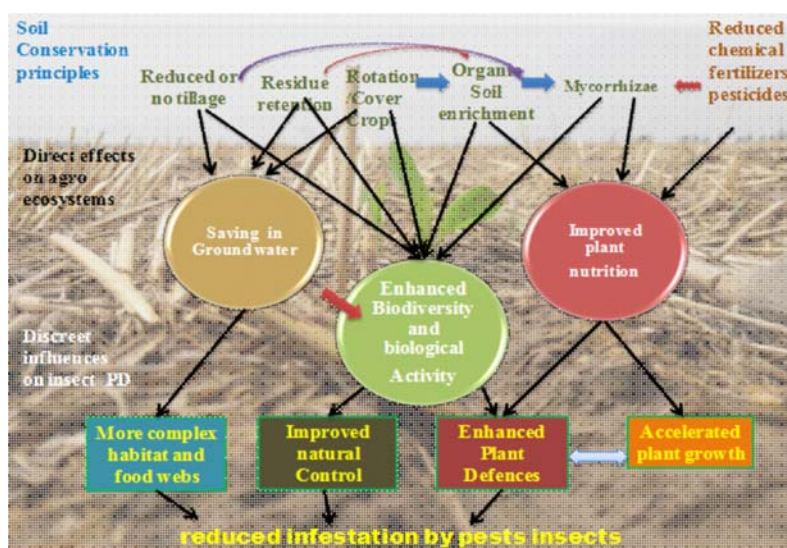 Soil
Conservation
principles
Reduced or
no tillage
Residue
retention
Rotation
/Cover
Crop
Organic
Soil
enrichment
Mycorrhizae
Reduced
chemical
fertilizers
pesticides
Direct effects
on agro
ecosystems
Saving in
Groundwater
Enhanced
Biodiversity
and
biological
Activity
Improved
plant
nutrition
Discreet
influences
on insect PD
More complex
habitat and
food webs
Improved
natural
Control
Enhanced
Plant
Defences
Accelerated
plant growth
reduced infestation by pests insects